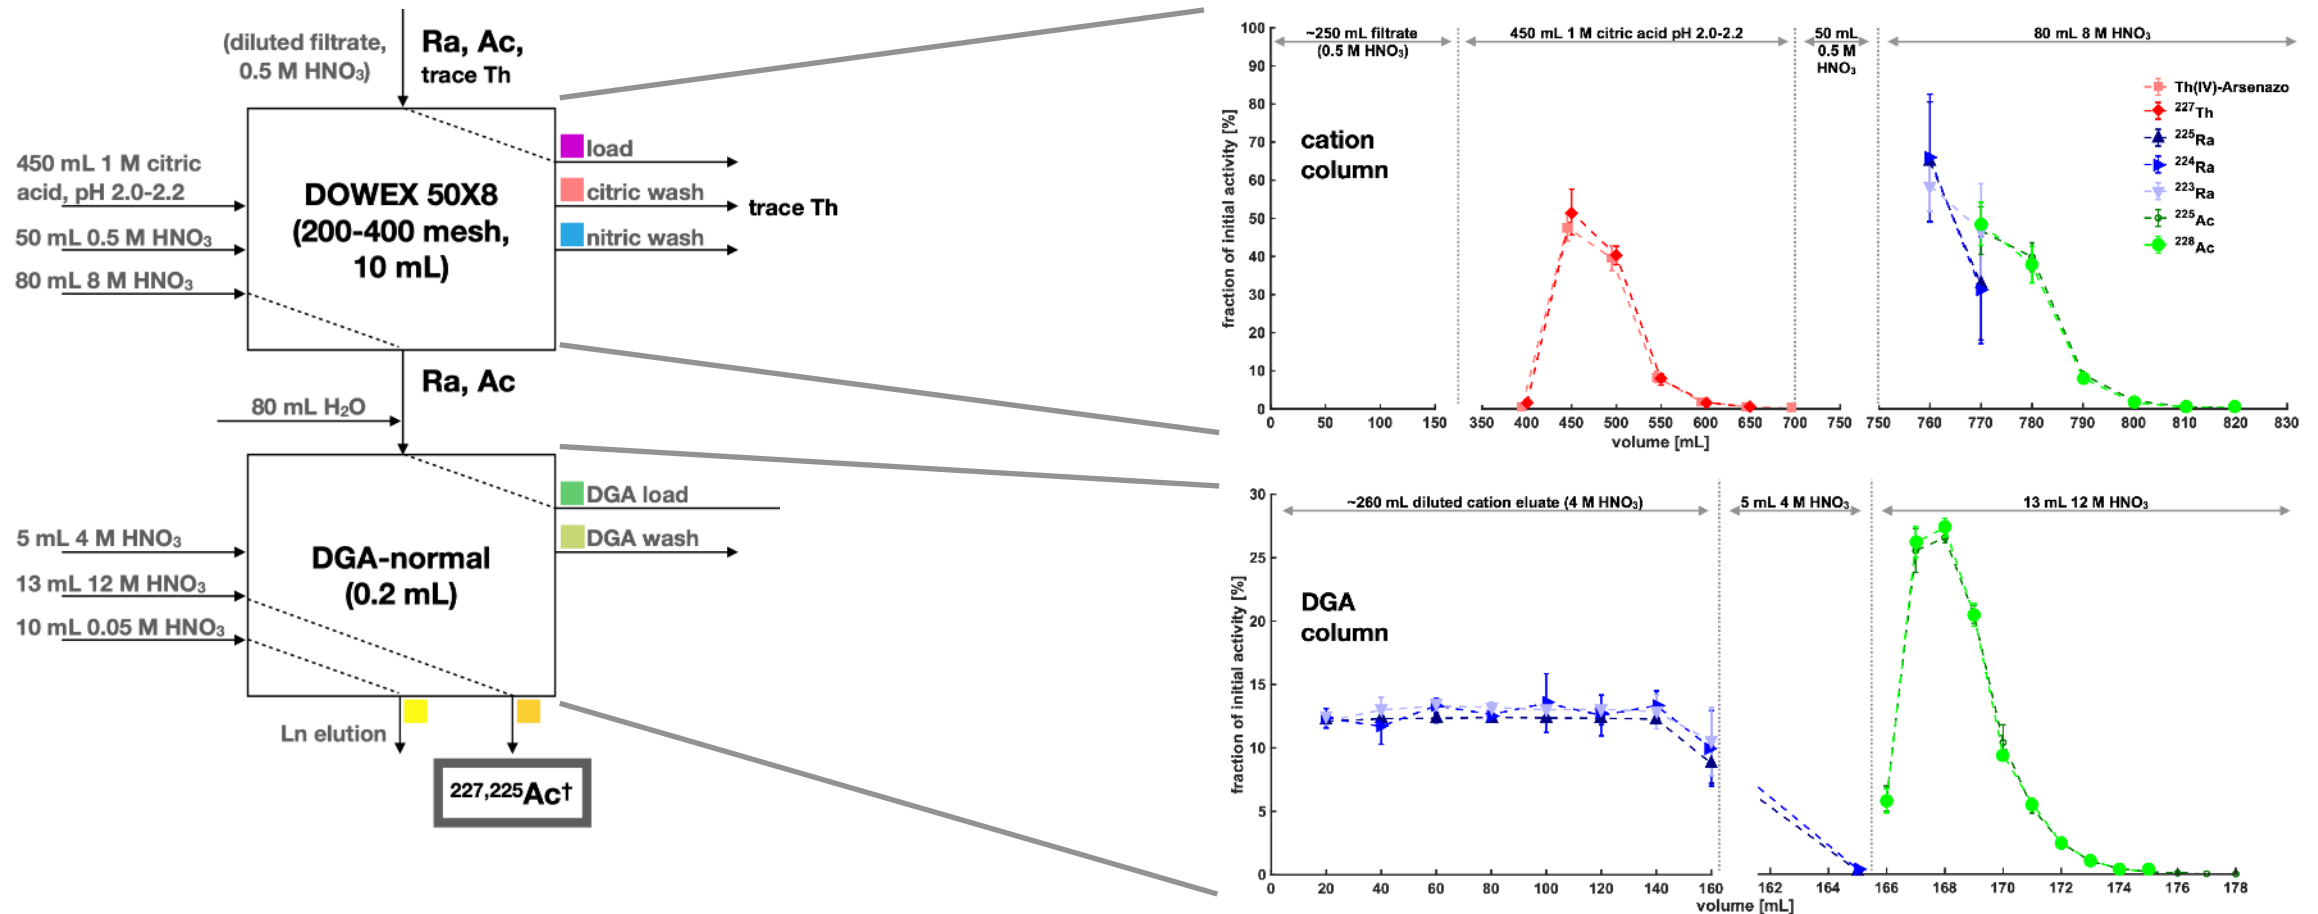 (diluted filtrate,
0.5 M HNO₃)
Ra, Ac,
trace Th
450 mL 1 M citric
acid, pH 2.0-2.2
50 mL 0.5 M HNO₃
80 mL 8 M HNO₃
DOWEX 50X8
(200-400 mesh,
10 mL)
load
citric wash
nitric wash
trace Th
Ra, Ac
80 mL H₂O
5 mL 4 M HNO₃
13 mL 12 M HNO₃
10 mL 0.05 M HNO₃
DGA-normal
(0.2 mL)
DGA load
DGA wash
Ln elution
²²⁷,²²⁵Ac†
~250 mL filtrate
(0.5 M HNO₃)
450 mL 1 M citric acid pH 2.0-2.2
50 mL
0.5 M
HNO₃
80 mL 8 M HNO₃
cation
column
Th(IV)-Arsenazo
²²⁷Th
²²⁵Ra
²²⁴Ra
²²³Ra
²²⁵Ac
²²⁸Ac
fraction of initial activity [%]
100
90
80
70
60
50
40
30
20
10
0
0 50 100 150 350 400 450 500 550 600 650 700 750 750 760 770 780 790 800 810 820 830
volume [mL]
~260 mL diluted cation eluate (4 M HNO₃)
5 mL 4 M HNO₃
13 mL 12 M HNO₃
DGA
column
fraction of initial activity [%]
30
25
20
15
10
5
0
0 20 40 60 80 100 120 140 160 162 164 166 168 170 172 174 176 178
volume [mL]